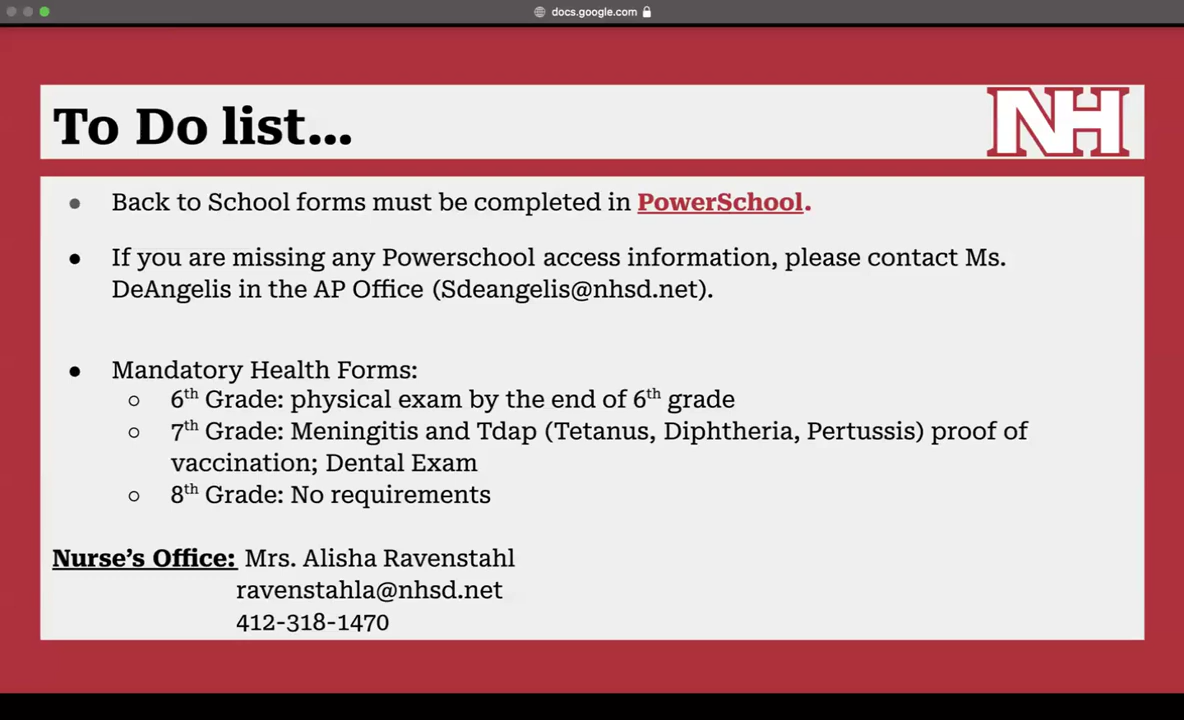 docs.google.com
To Do list...
NH
● Back to School forms must be completed in PowerSchool.
● If you are missing any Powerschool access information, please contact Ms.
DeAngelis in the AP Office (Sdeangelis@nhsd.net).
● Mandatory Health Forms:
○ 6th Grade: physical exam by the end of 6th grade
○ 7th Grade: Meningitis and Tdap (Tetanus, Diphtheria, Pertussis) proof of
vaccination; Dental Exam
○ 8th Grade: No requirements
Nurse’s Office: Mrs. Alisha Ravenstahl
ravenstahla@nhsd.net
412-318-1470